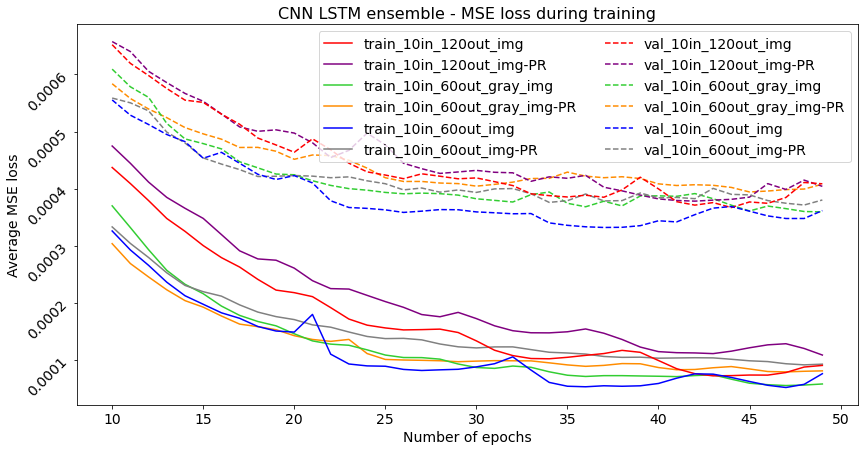 CNN LSTM ensemble - MSE loss during training
train_10in_120out_img
train_10in_120out_img-PR
train_10in_60out_gray_img
train_10in_60out_gray_img-PR
train_10in_60out_img
train_10in_60out_img-PR
val_10in_120out_img
val_10in_120out_img-PR
val_10in_60out_gray_img
val_10in_60out_gray_img-PR
val_10in_60out_img
val_10in_60out_img-PR
Average MSE loss
0.0006
0.0005
0.0004
0.0003
0.0002
0.0001
10 15 20 25 30 35 40 45 50
Number of epochs